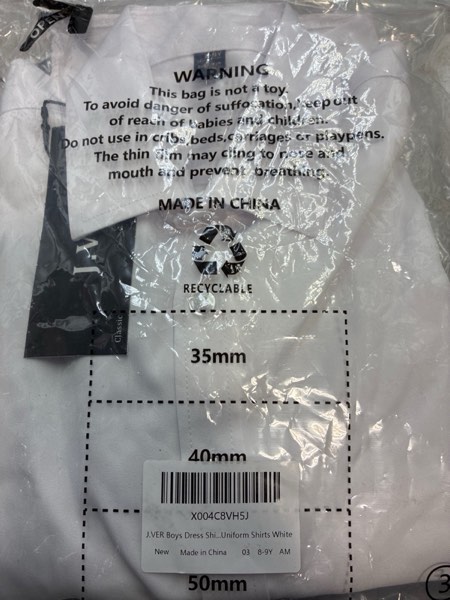 OPEN
WARNING
This bag is not a toy.
To avoid danger of suffocation, keep out
of reach of babies and children.
Do not use in cribs, beds, carriages or playpens.
The thin film may cling to nose and
mouth and prevent breathing.
MADE IN CHINA
RECYCLABLE
J.V
Classic
35mm
40mm
X004C8VH5J
J.VER Boys Dress Shi...Uniform Shirts White
New Made in China 03 8-9Y AM
50mm
3